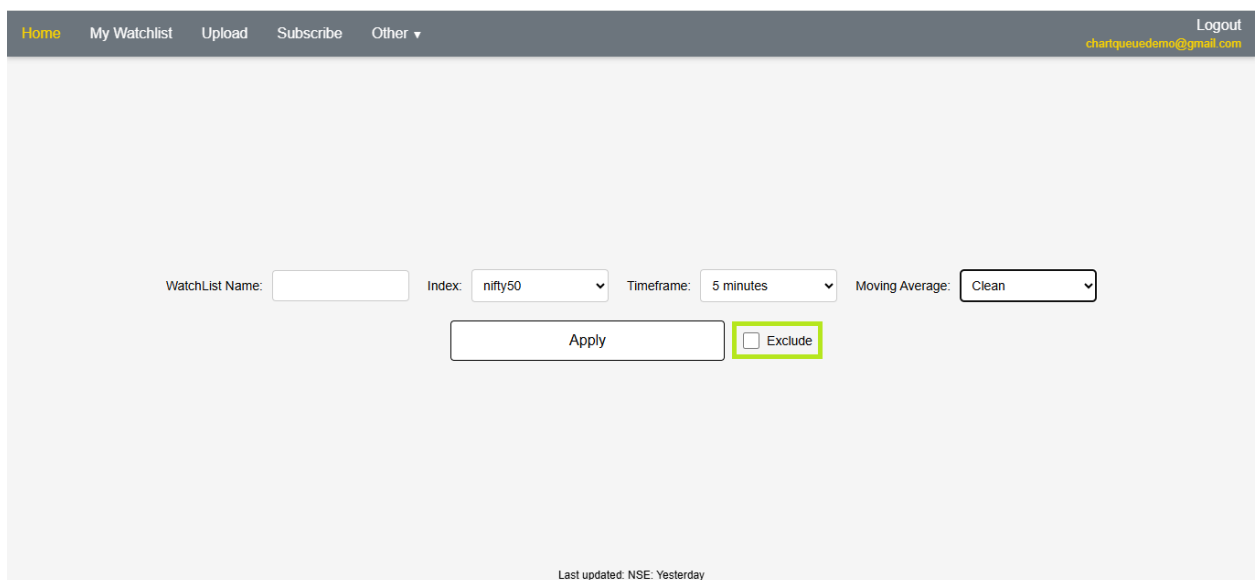 Home My Watchlist Upload Subscribe Other ▾ Logout
chartqueuedemo@gmail.com
WatchList Name: Index: nifty50 Timeframe: 5 minutes Moving Average: Clean
Apply Exclude
Last updated: NSE: Yesterday